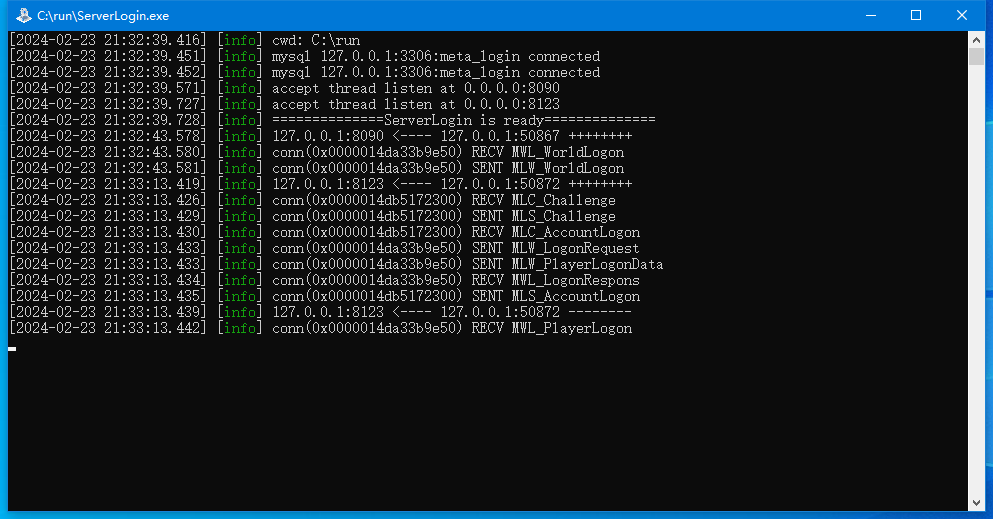 C:\run\ServerLogin.exe
[2024-02-23 21:32:39.416] [info] cwd: C:\run
[2024-02-23 21:32:39.451] [info] mysql 127.0.0.1:3306:meta_login connected
[2024-02-23 21:32:39.452] [info] mysql 127.0.0.1:3306:meta_login connected
[2024-02-23 21:32:39.571] [info] accept thread listen at 0.0.0.0:8090
[2024-02-23 21:32:39.727] [info] accept thread listen at 0.0.0.0:8123
[2024-02-23 21:32:39.728] [info] ==============ServerLogin is ready==============
[2024-02-23 21:32:43.578] [info] 127.0.0.1:8090 <---- 127.0.0.1:50867 ++++++++
[2024-02-23 21:32:43.580] [info] conn(0x0000014da33b9e50) RECV MWL_WorldLogon
[2024-02-23 21:32:43.581] [info] conn(0x0000014da33b9e50) SENT MLW_WorldLogon
[2024-02-23 21:33:13.419] [info] 127.0.0.1:8123 <---- 127.0.0.1:50872 ++++++++
[2024-02-23 21:33:13.426] [info] conn(0x0000014db5172300) RECV MLC_Challenge
[2024-02-23 21:33:13.429] [info] conn(0x0000014db5172300) SENT MLS_Challenge
[2024-02-23 21:33:13.430] [info] conn(0x0000014db5172300) RECV MLC_AccountLogon
[2024-02-23 21:33:13.433] [info] conn(0x0000014da33b9e50) SENT MLW_LogonRequest
[2024-02-23 21:33:13.433] [info] conn(0x0000014da33b9e50) SENT MLW_PlayerLogonData
[2024-02-23 21:33:13.434] [info] conn(0x0000014da33b9e50) RECV MWL_LogonRespons
[2024-02-23 21:33:13.435] [info] conn(0x0000014db5172300) SENT MLS_AccountLogon
[2024-02-23 21:33:13.439] [info] 127.0.0.1:8123 <---- 127.0.0.1:50872 --------
[2024-02-23 21:33:13.442] [info] conn(0x0000014da33b9e50) RECV MWL_PlayerLogon